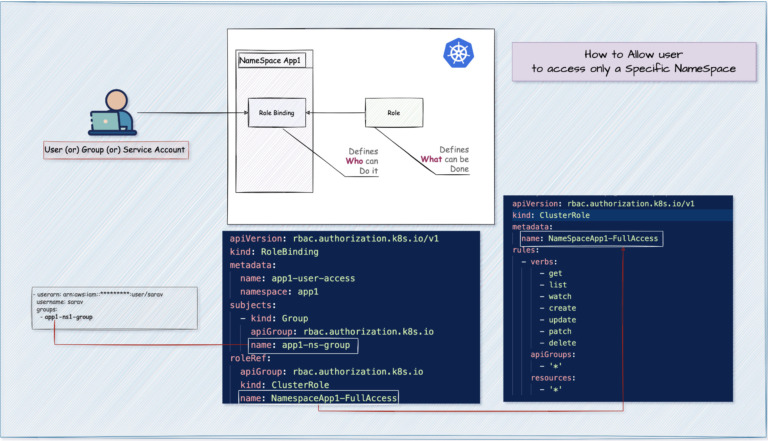 How to Allow user
to access only a Specific NameSpace
NameSpace App1
Role Binding
Role
Defines
Who can
Do it
Defines
What can be
Done
User (or) Group (or) Service Account
- userarn: arn:aws:iam::*********:user/sarav
username: sarav
groups:
- app1-ns1-group
apiVersion: rbac.authorization.k8s.io/v1
kind: RoleBinding
metadata:
name: app1-user-access
namespace: app1
subjects:
- kind: Group
apiGroup: rbac.authorization.k8s.io
name: app1-ns-group
roleRef:
apiGroup: rbac.authorization.k8s.io
kind: ClusterRole
name: NamespaceApp1-FullAccess
apiVersion: rbac.authorization.k8s.io/v1
kind: ClusterRole
metadata:
name: NameSpaceApp1-FullAccess
rules:
- verbs:
- get
- list
- watch
- create
- update
- patch
- delete
apiGroups:
- '*'
resources:
- '*'